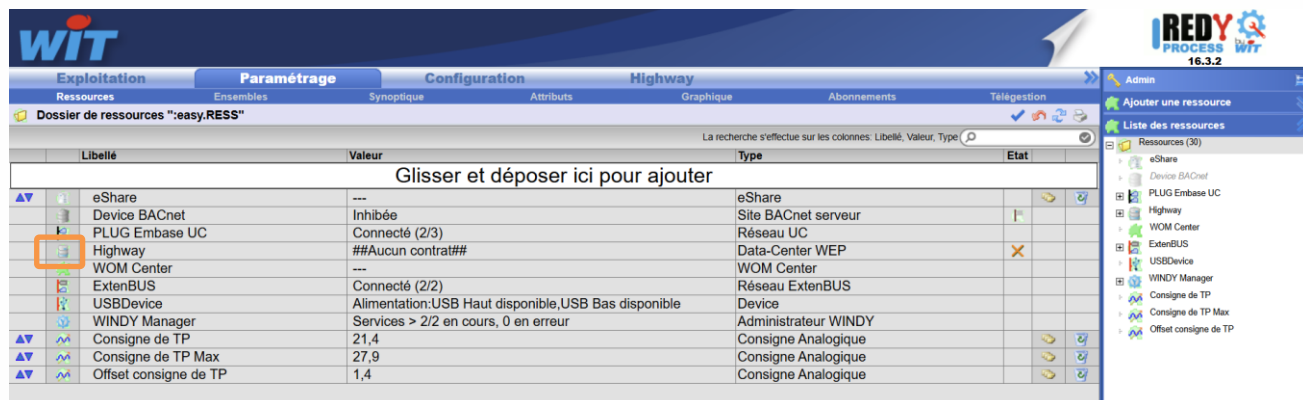 WiT
REDY
PROCESS by WiT
16.3.2
Exploitation Paramétrage Configuration Highway
Admin
Ressources Ensembles Synoptique Attributs Graphique Abonnements Télégestion
Ajouter une ressource
Dossier de ressources ":easy.RESS"
Liste des ressources
La recherche s'effectue sur les colonnes: Libellé, Valeur, Type
Ressources (30)
Libellé Valeur Type Etat
eShare
Glisser et déposer ici pour ajouter
Device BACnet
eShare --- eShare
PLUG Embase UC
Device BACnet Inhibée Site BACnet serveur
Highway
PLUG Embase UC Connecté (2/3) Réseau UC
WOM Center
Highway ##Aucun contrat## Data-Center WEP
ExtenBUS
WOM Center --- WOM Center
USBDevice
ExtenBUS Connecté (2/2) Réseau ExtenBUS
WINDY Manager
USBDevice Alimentation:USB Haut disponible,USB Bas disponible Device
Consigne de TP
WINDY Manager Services > 2/2 en cours, 0 en erreur Administrateur WINDY
Consigne de TP Max
Consigne de TP 21,4 Consigne Analogique
Offset consigne de TP
Consigne de TP Max 27,9 Consigne Analogique
Offset consigne de TP 1,4 Consigne Analogique